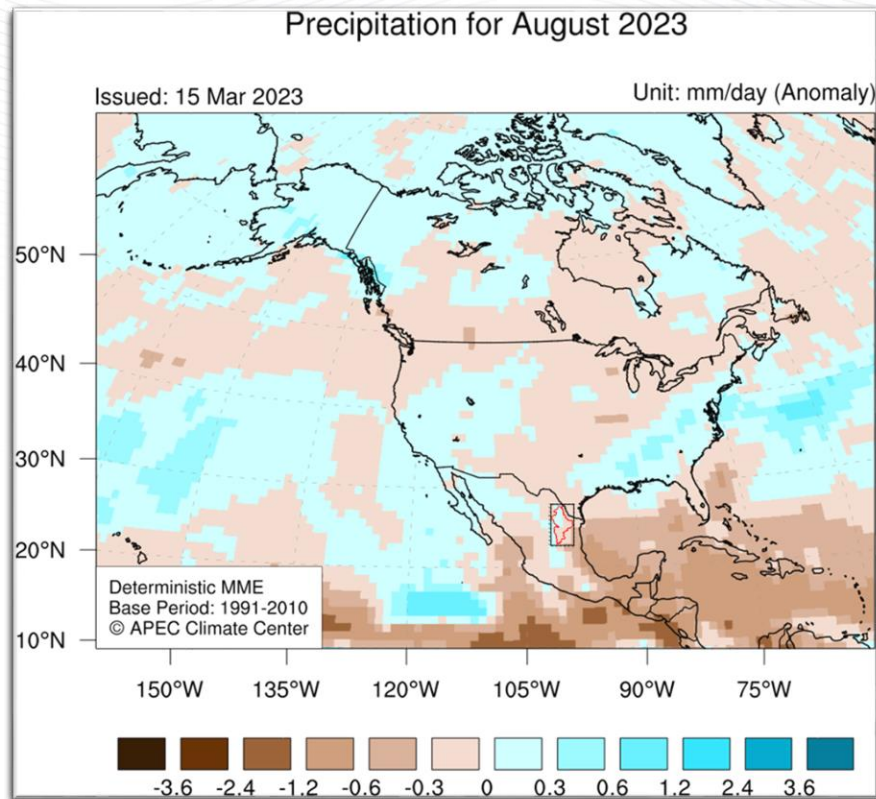 Precipitation for August 2023
Issued: 15 Mar 2023 Unit: mm/day (Anomaly)
50°N
40°N
30°N
20°N
10°N
Deterministic MME
Base Period: 1991-2010
© APEC Climate Center
150°W 135°W 120°W 105°W 90°W 75°W
-3.6 -2.4 -1.2 -0.6 -0.3 0 0.3 0.6 1.2 2.4 3.6